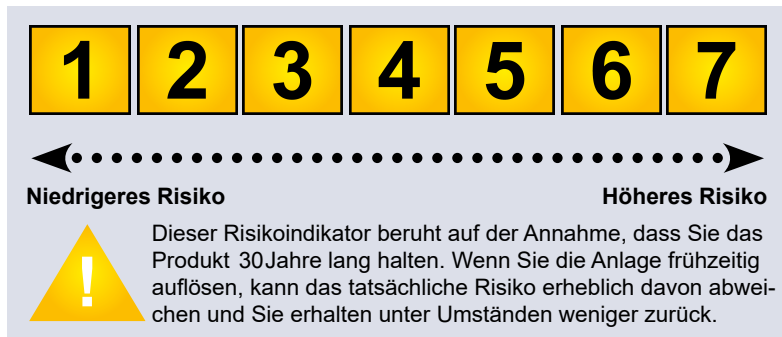 1 2 3 4 5 6 7
Niedrigeres Risiko Höheres Risiko
!
Dieser Risikoindikator beruht auf der Annahme, dass Sie das
Produkt 30Jahre lang halten. Wenn Sie die Anlage frühzeitig
auflösen, kann das tatsächliche Risiko erheblich davon abwei-
chen und Sie erhalten unter Umständen weniger zurück.